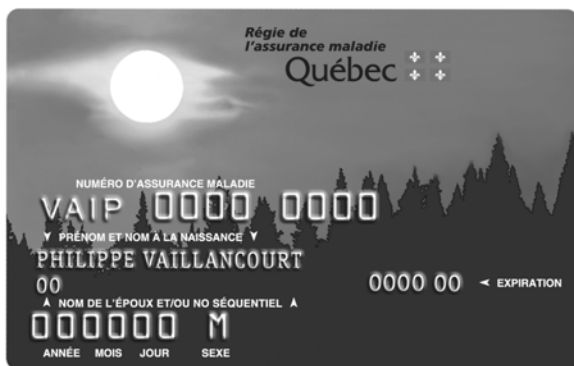 Régie de
l'assurance maladie
Québec
NUMÉRO D'ASSURANCE MALADIE
VAIP 0000 0000
PRÉNOM ET NOM À LA NAISSANCE
PHILIPPE VAILLANCOURT
00
0000 00 EXPIRATION
NOM DE L'ÉPOUX ET/OU NO SÉQUENTIEL
000000 M
ANNÉE MOIS JOUR SEXE